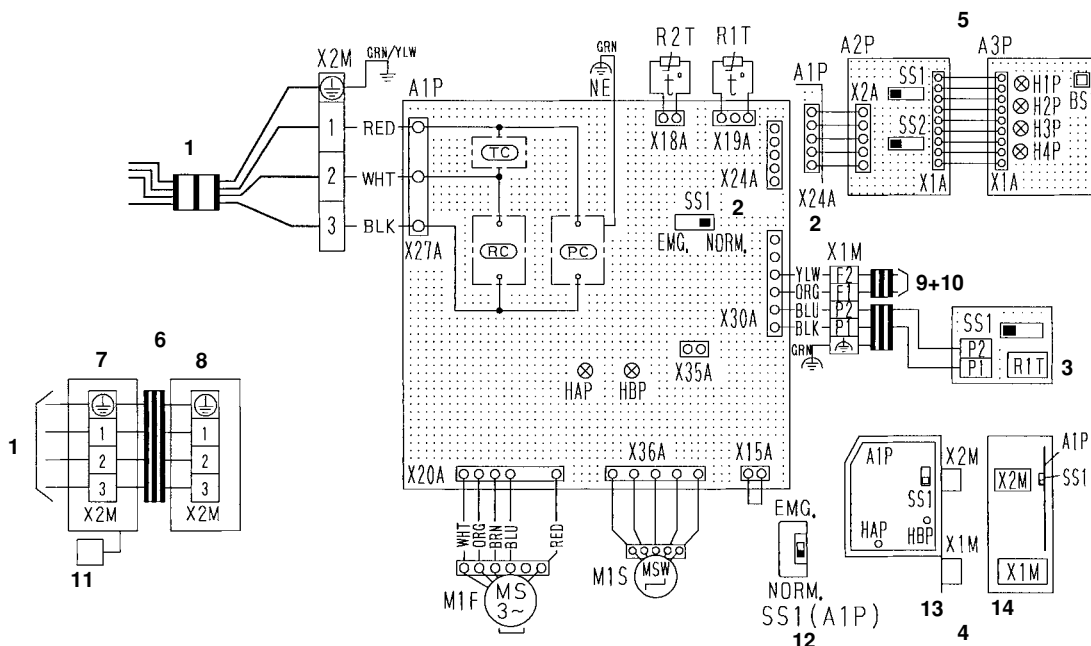 5
X2M
GRN/YLW
GRN
R2T
R1T
A2P
A3P
A1P
NE
t°
t°
A1P
SS1
X2A
H1P
BS
H2P
SS2
H3P
H4P
X18A
X19A
X24A
X24A
X1A
X1A
1
1
RED
TC
2
2
2
WHT
SS1
EMG. NORM.
3
BLK
X27A
RC
PC
X1M
YLW
F2
ORG
F1
9+10
BLU
P2
BLK
P1
X30A
GRN
SS1
P2
P1
R1T
3
X35A
HAP
HBP
6
7
8
1
1
1
2
2
3
3
X2M
X2M
11
X20A
X36A
X15A
WHT
ORG
BRN
BLU
RED
M1F
MS
3~
M1S
MSW
EMG.
NORM.
SS1(A1P)
12
A1P
X2M
SS1
HAP
HBP
X1M
13
A1P
X2M
SS1
X1M
14
4